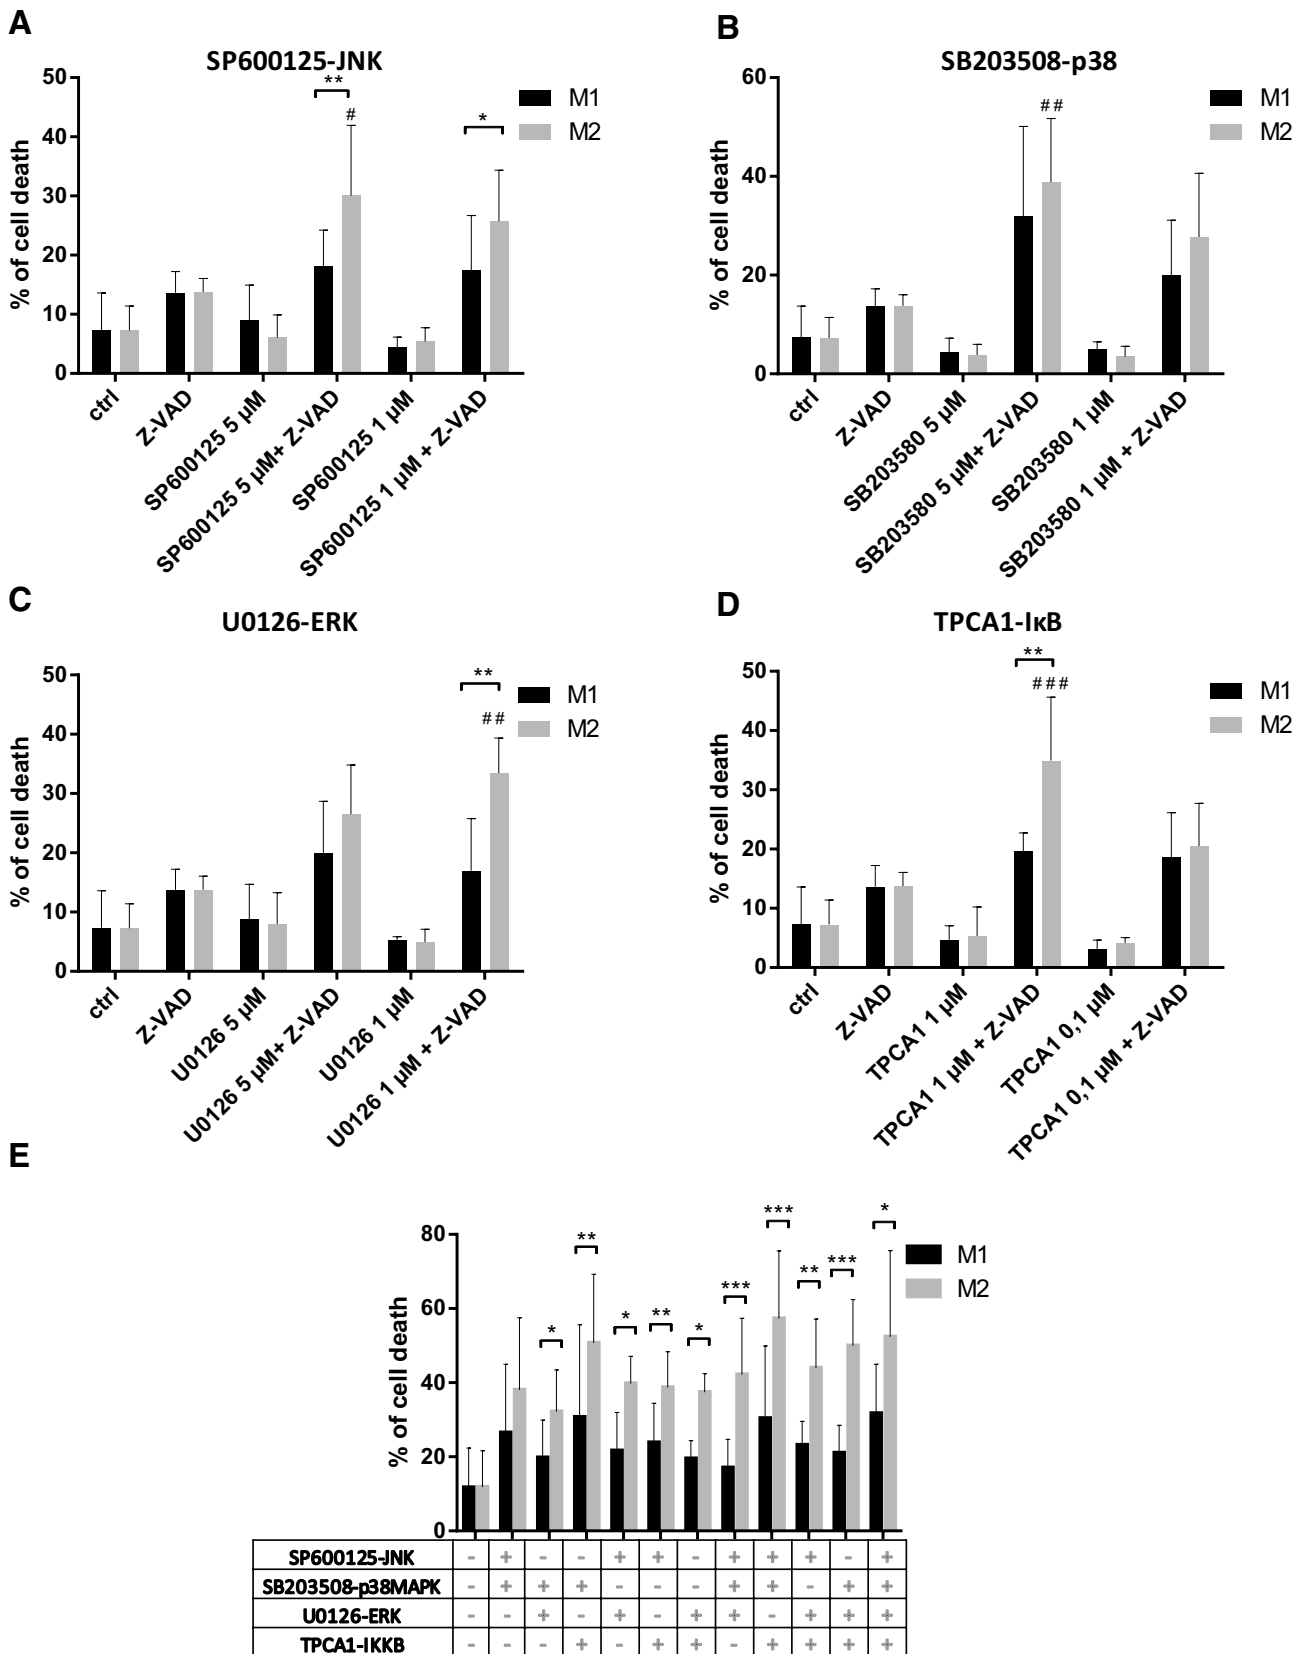 A
SP600125-JNK
% of cell death
50
40
30
20
10
0
**
#
*
M1
M2
ctrl
Z-VAD
SP600125 5 µM
SP600125 5 µM+ Z-VAD
SP600125 1 µM
SP600125 1 µM + Z-VAD
B
SB203508-p38
% of cell death
60
40
20
0
##
M1
M2
ctrl
Z-VAD
SB203580 5 µM
SB203580 5 µM+ Z-VAD
SB203580 1 µM
SB203580 1 µM + Z-VAD
C
U0126-ERK
% of cell death
50
40
30
20
10
0
**
##
M1
M2
ctrl
Z-VAD
U0126 5 µM
U0126 5 µM+ Z-VAD
U0126 1 µM
U0126 1 µM + Z-VAD
D
TPCA1-IκB
% of cell death
50
40
30
20
10
0
**
###
M1
M2
ctrl
Z-VAD
TPCA1 1 µM
TPCA1 1 µM + Z-VAD
TPCA1 0,1 µM
TPCA1 0,1 µM + Z-VAD
E
% of cell death
80
60
40
20
0
* ** * ** * *** *** ** *** *
M1
M2
SP600125-JNK - + - - + + - + + + - +
SB203508-p38MAPK - + + + - - - + + - + +
U0126-ERK - - + - + - + + - + + +
TPCA1-IKKB - - - + - + + - + + + +